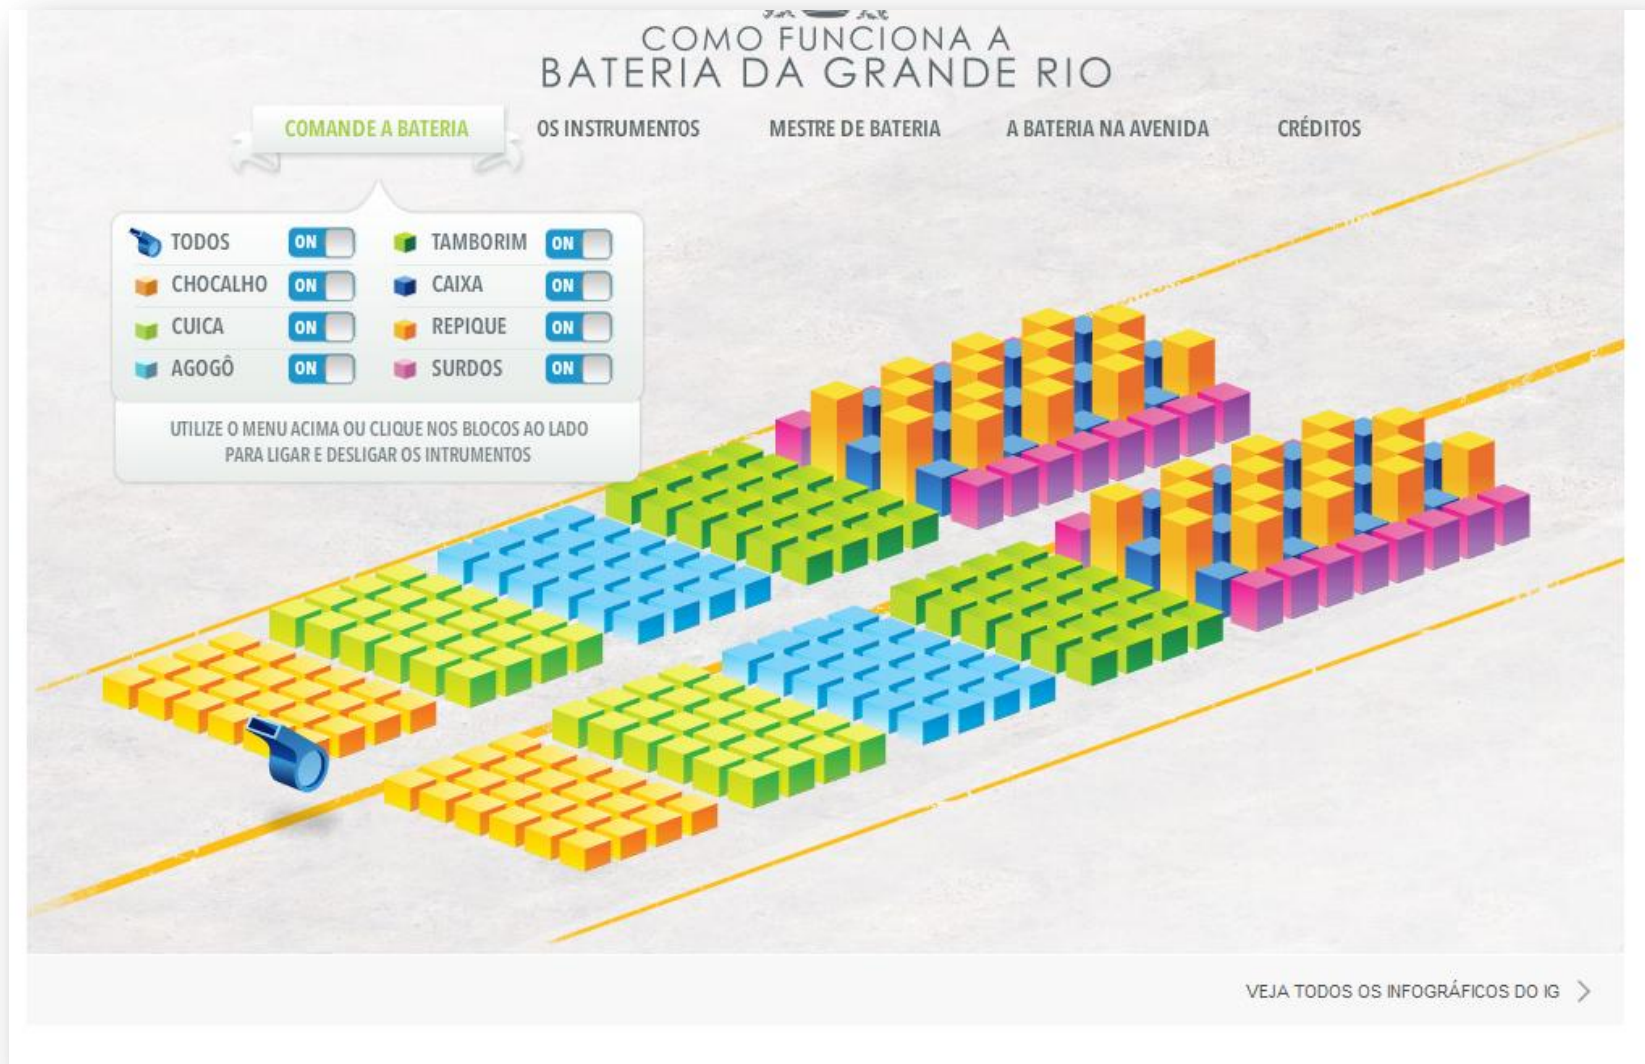 COMO FUNCIONA A
BATERIA DA GRANDE RIO
COMANDE A BATERIA OS INSTRUMENTOS MESTRE DE BATERIA A BATERIA NA AVENIDA CRÉDITOS
TODOS ON TAMBORIM ON
CHOCALHO ON CAIXA ON
CUICA ON REPIQUE ON
AGOGÔ ON SURDOS ON
UTILIZE O MENU ACIMA OU CLIQUE NOS BLOCOS AO LADO
PARA LIGAR E DESLIGAR OS INTRUMENTOS
VEJA TODOS OS INFOGRÁFICOS DO IG